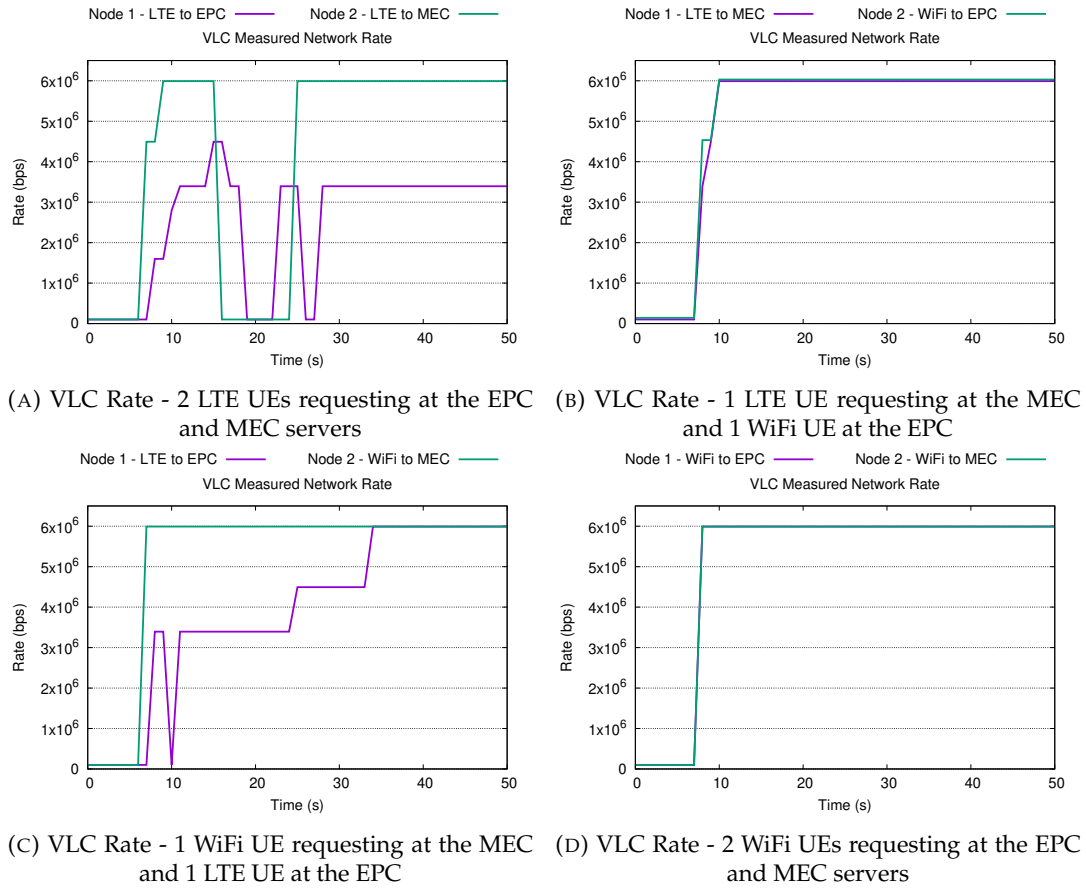 Node 1 - LTE to EPC Node 2 - LTE to MEC
VLC Measured Network Rate
Rate (bps)
6x10^6
5x10^6
4x10^6
3x10^6
2x10^6
1x10^6
0
0 10 20 30 40 50
Time (s)
(A) VLC Rate - 2 LTE UEs requesting at the EPC
and MEC servers
Node 1 - LTE to MEC Node 2 - WiFi to EPC
VLC Measured Network Rate
Rate (bps)
6x10^6
5x10^6
4x10^6
3x10^6
2x10^6
1x10^6
0
0 10 20 30 40 50
Time (s)
(B) VLC Rate - 1 LTE UE requesting at the MEC
and 1 WiFi UE at the EPC
Node 1 - LTE to EPC Node 2 - WiFi to MEC
VLC Measured Network Rate
Rate (bps)
6x10^6
5x10^6
4x10^6
3x10^6
2x10^6
1x10^6
0
0 10 20 30 40 50
Time (s)
(C) VLC Rate - 1 WiFi UE requesting at the MEC
and 1 LTE UE at the EPC
Node 1 - WiFi to EPC Node 2 - WiFi to MEC
VLC Measured Network Rate
Rate (bps)
6x10^6
5x10^6
4x10^6
3x10^6
2x10^6
1x10^6
0
0 10 20 30 40 50
Time (s)
(D) VLC Rate - 2 WiFi UEs requesting at the EPC
and MEC servers